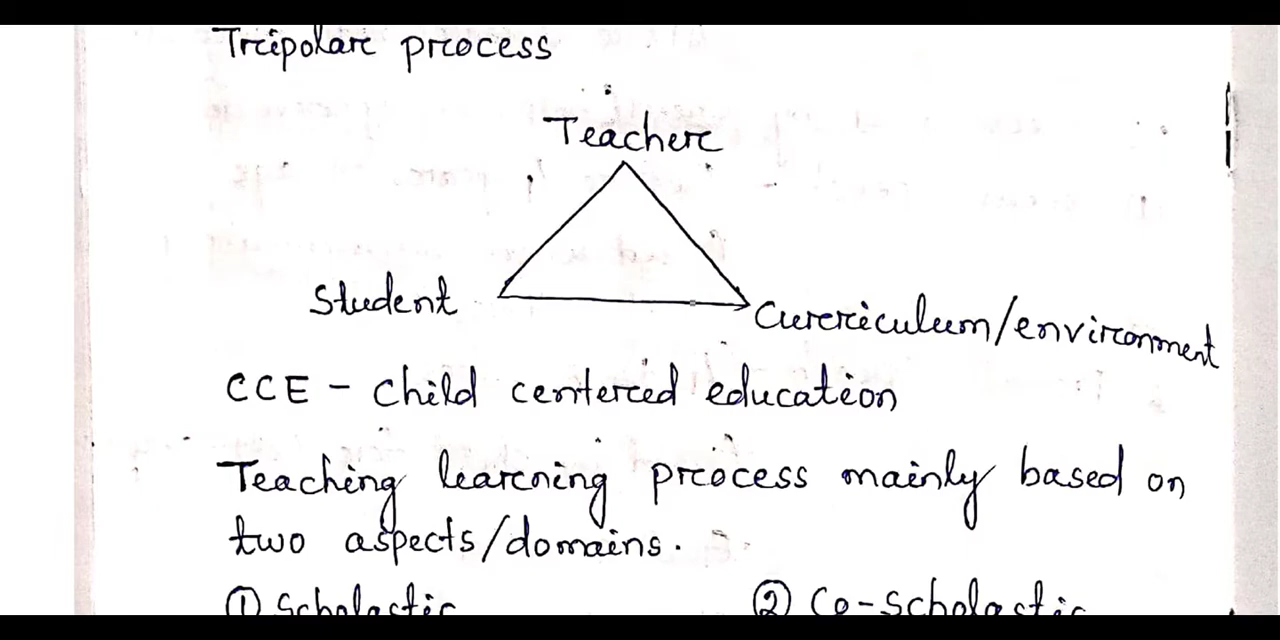 Tripolar process
Teacher
Student
Curriculum/environment
CCE - Child centered education
Teaching learning process mainly based on
two aspects/domains.
① Scholastic
② Co-scholastic